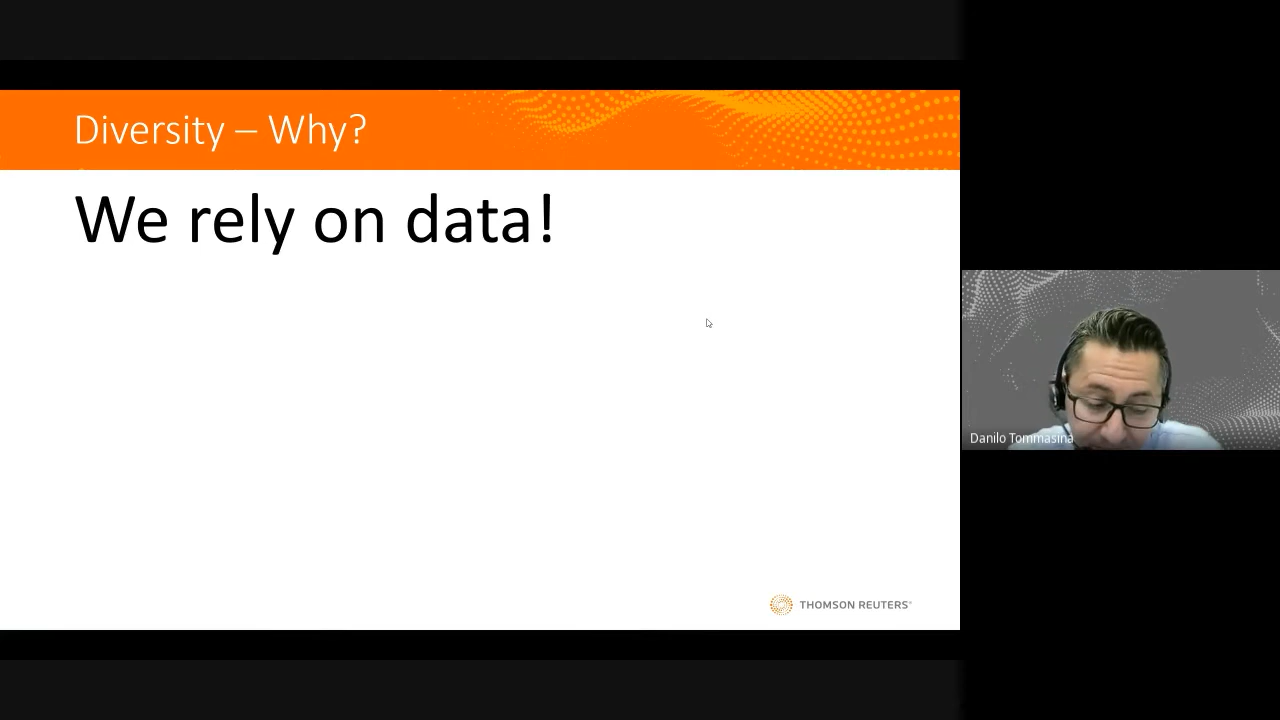 Diversity – Why?
We rely on data!
Danilo Tommasina
THOMSON REUTERS®